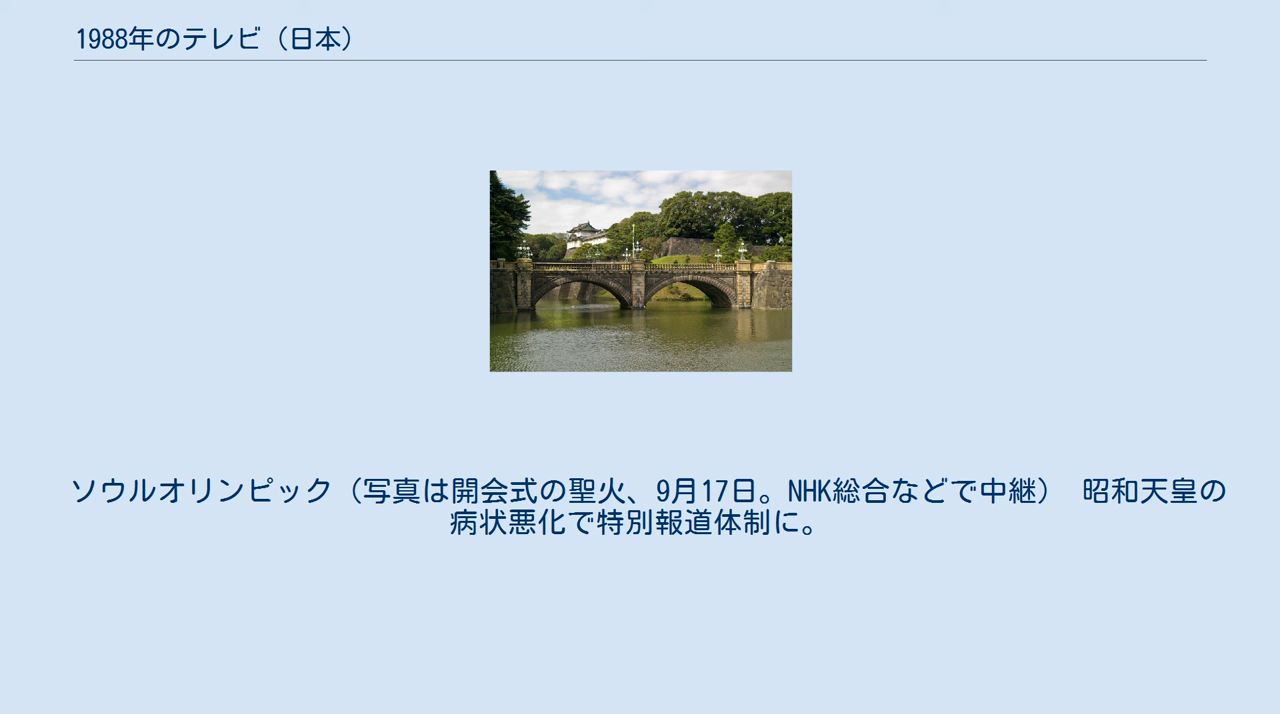 1988年のテレビ（日本）
ソウルオリンピック（写真は開会式の聖火、9月17日。NHK総合などで中継）　昭和天皇の
病状悪化で特別報道体制に。